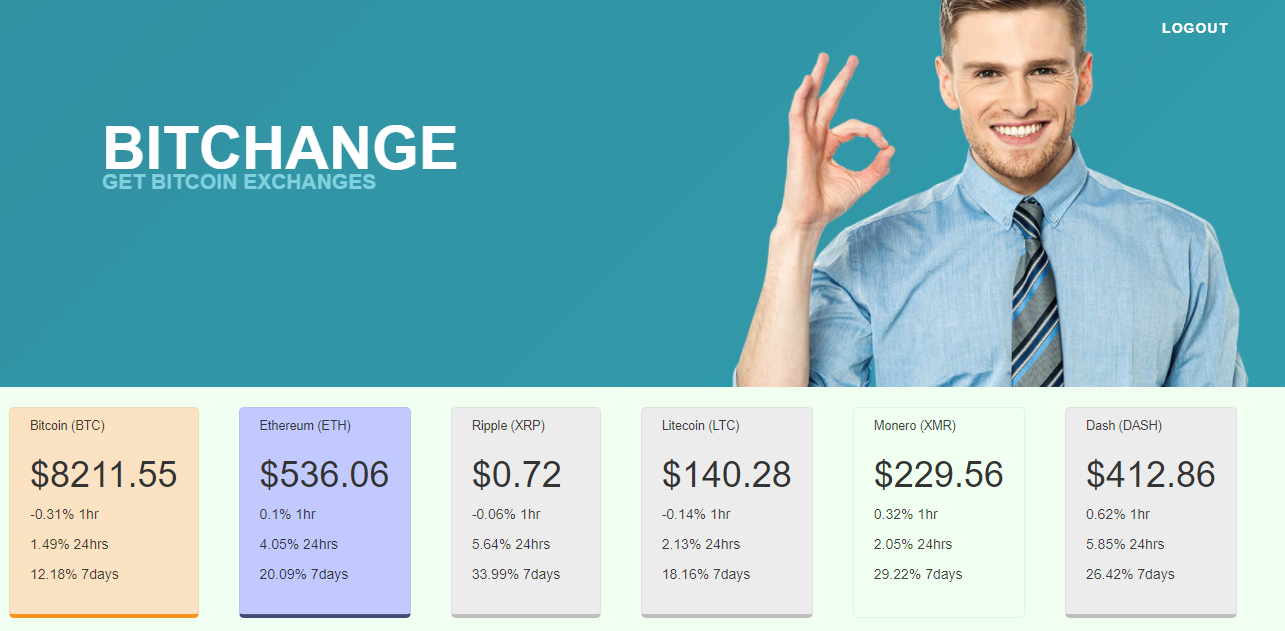 LOGOUT
BITCHANGE
GET BITCOIN EXCHANGES
Bitcoin (BTC)
$8211.55
-0.31% 1hr
1.49% 24hrs
12.18% 7days
Ethereum (ETH)
$536.06
0.1% 1hr
4.05% 24hrs
20.09% 7days
Ripple (XRP)
$0.72
-0.06% 1hr
5.64% 24hrs
33.99% 7days
Litecoin (LTC)
$140.28
-0.14% 1hr
2.13% 24hrs
18.16% 7days
Monero (XMR)
$229.56
0.32% 1hr
2.05% 24hrs
29.22% 7days
Dash (DASH)
$412.86
0.62% 1hr
5.85% 24hrs
26.42% 7days